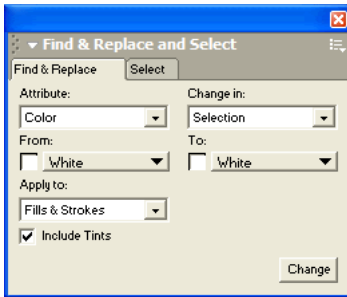 Find & Replace and Select
Find & Replace Select
Attribute: Change in:
Color Selection
From: To:
White White
Apply to:
Fills & Strokes
Include Tints
Change